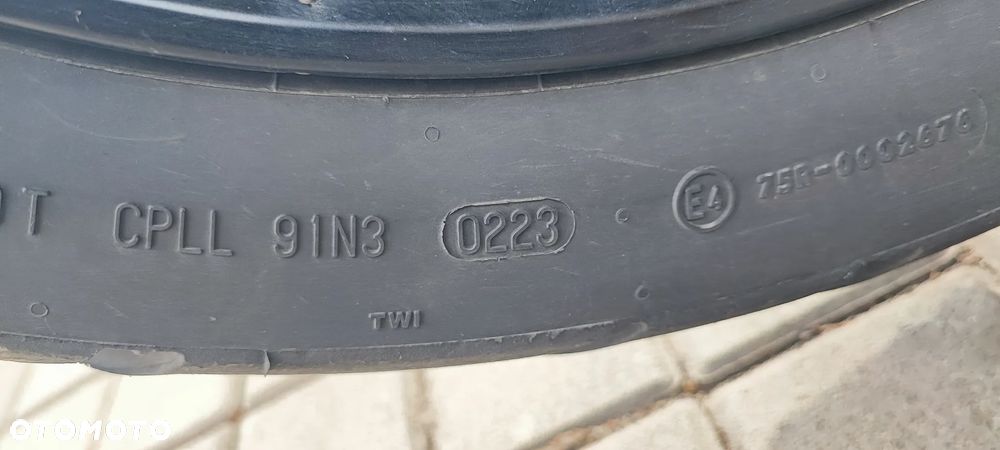 T CPLL 91N3 0223 E4 75R-0002676
TWI
OTOMOTO